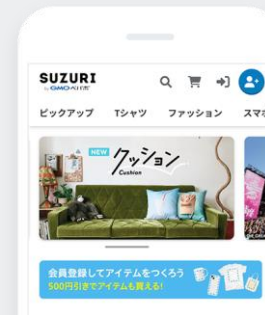 SUZURI
by GMOペパボ
ピックアップ Tシャツ ファッション スマホ
NEW クッション
Cushion
会員登録してアイテムをつくろう
500円引きでアイテムも買える!